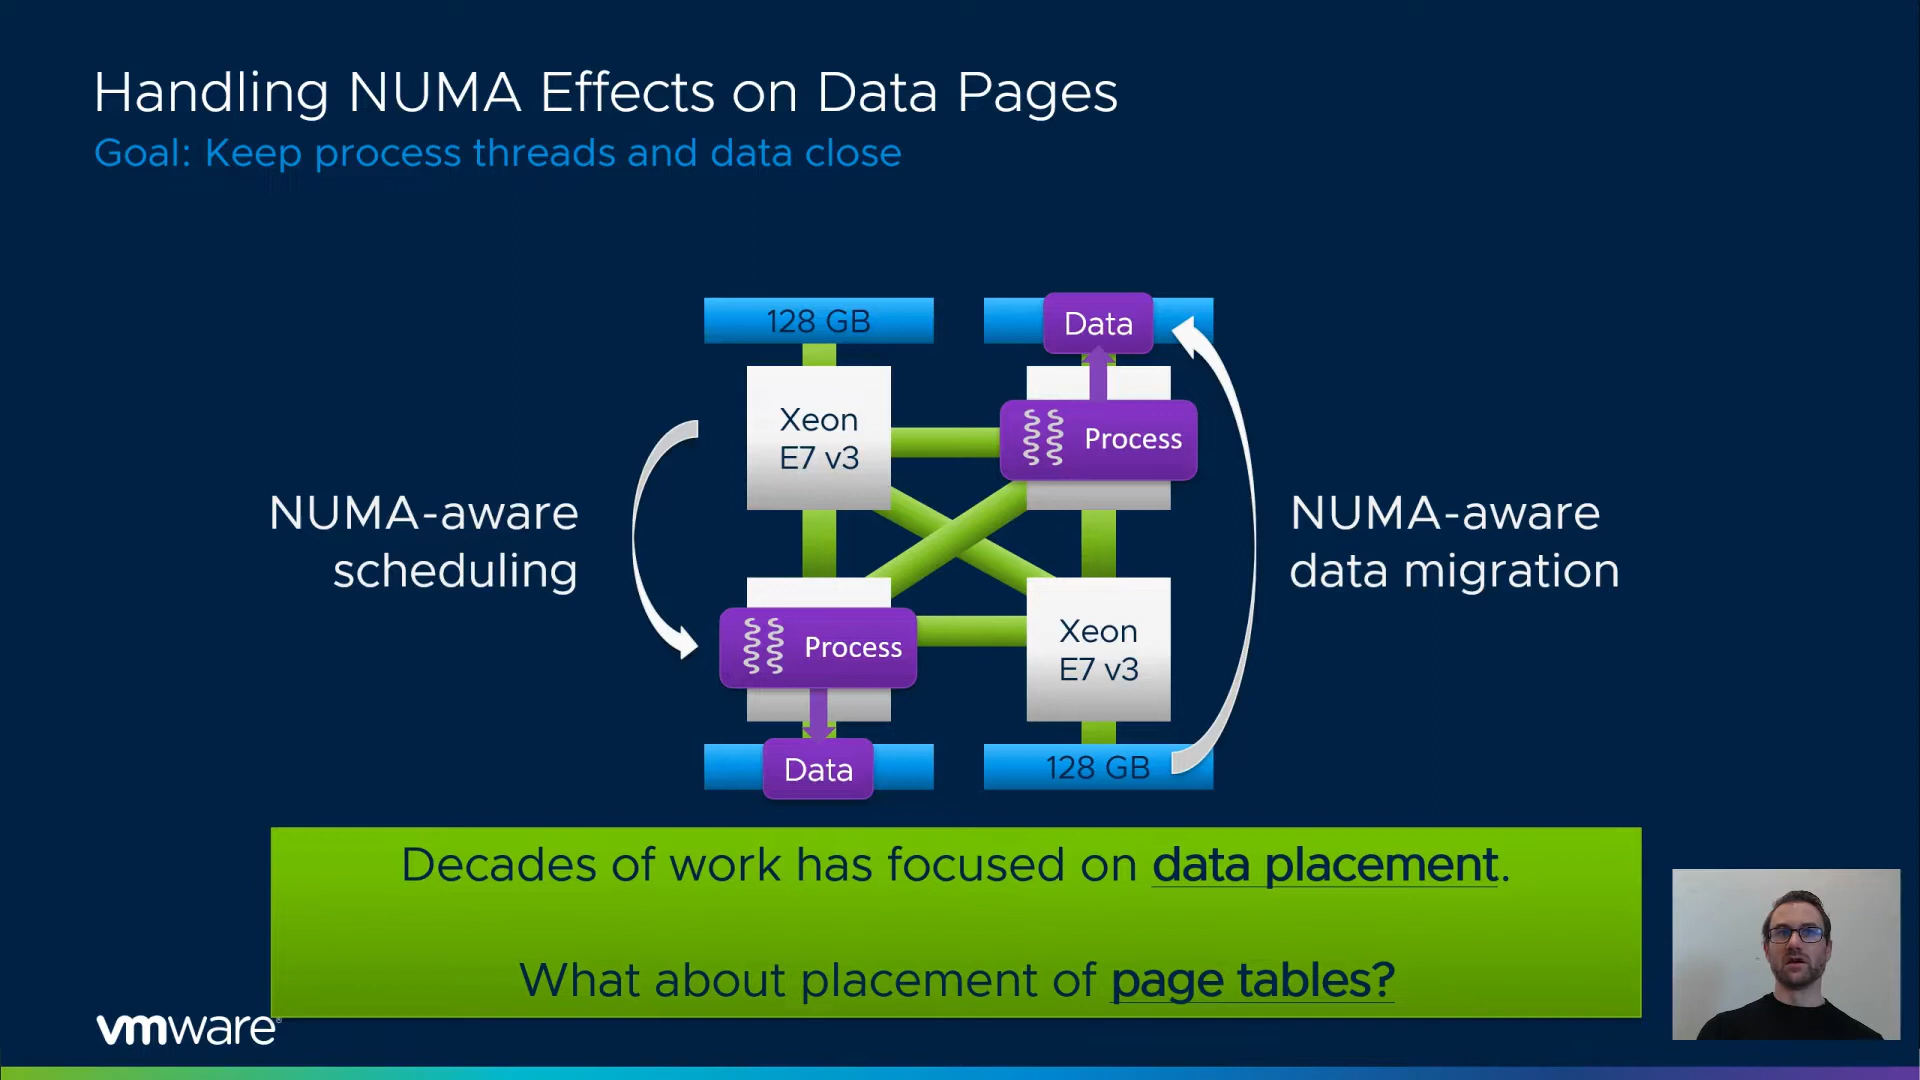 Handling NUMA Effects on Data Pages
Goal: Keep process threads and data close
128 GB
Data
Xeon
E7 v3
Process
NUMA-aware
scheduling
NUMA-aware
data migration
Process
Xeon
E7 v3
Data
128 GB
Decades of work has focused on data placement.
What about placement of page tables?
vmware